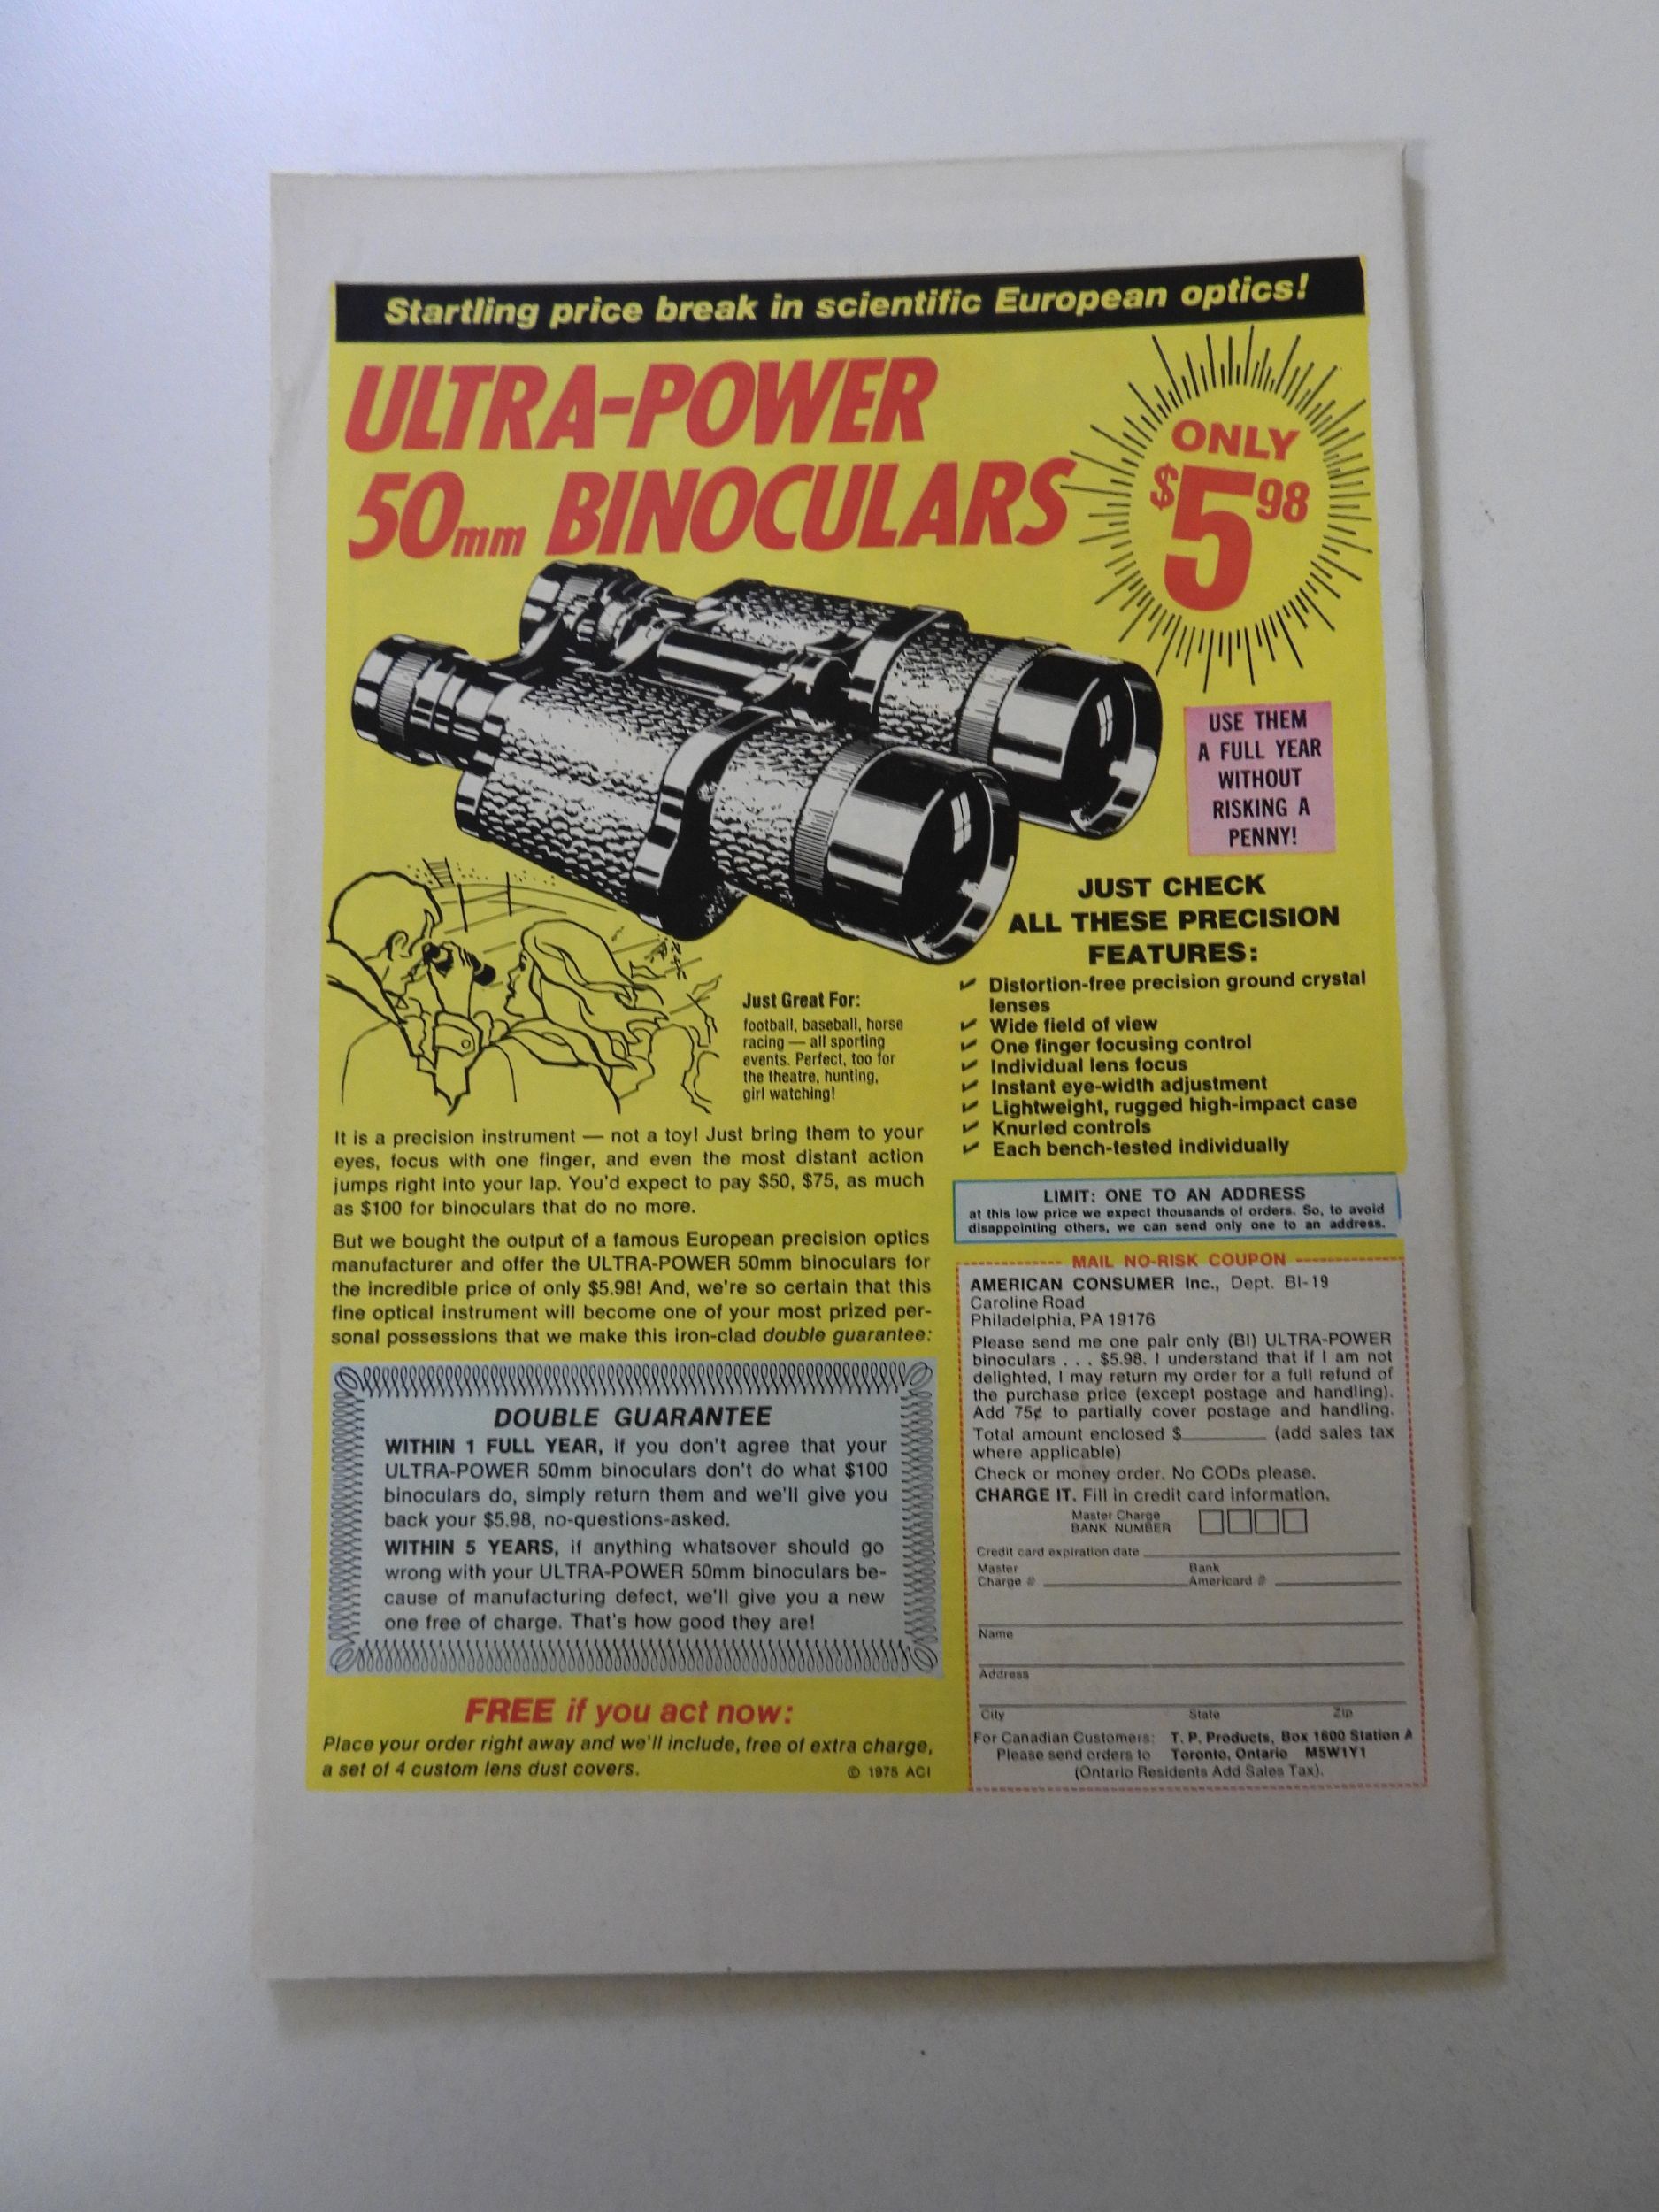 Startling price break in scientific European optics!
ULTRA-POWER
50mm BINOCULARS
ONLY
$5 98
USE THEM
A FULL YEAR
WITHOUT
RISKING A
PENNY!
JUST CHECK
ALL THESE PRECISION
FEATURES:
✔ Distortion-free precision ground crystal
lenses
✔ Wide field of view
✔ One finger focusing control
✔ Individual lens focus
✔ Instant eye-width adjustment
✔ Lightweight, rugged high-impact case
✔ Knurled controls
✔ Each bench-tested individually
Just Great For:
football, baseball, horse
racing — all sporting
events. Perfect, too for
the theatre, hunting,
girl watching!
It is a precision instrument — not a toy! Just bring them to your
eyes, focus with one finger, and even the most distant action
jumps right into your lap. You'd expect to pay $50, $75, as much
as $100 for binoculars that do no more.
But we bought the output of a famous European precision optics
manufacturer and offer the ULTRA-POWER 50mm binoculars for
the incredible price of only $5.98! And, we're so certain that this
fine optical instrument will become one of your most prized per-
sonal possessions that we make this iron-clad double guarantee:
DOUBLE GUARANTEE
WITHIN 1 FULL YEAR, if you don't agree that your
ULTRA-POWER 50mm binoculars don't do what $100
binoculars do, simply return them and we'll give you
back your $5.98, no-questions-asked.
WITHIN 5 YEARS, if anything whatsover should go
wrong with your ULTRA-POWER 50mm binoculars be-
cause of manufacturing defect, we'll give you a new
one free of charge. That's how good they are!
FREE if you act now:
Place your order right away and we'll include, free of extra charge,
a set of 4 custom lens dust covers.
© 1975 ACI
LIMIT: ONE TO AN ADDRESS
at this low price we expect thousands of orders. So, to avoid
disappointing others, we can send only one to an address.
MAIL NO-RISK COUPON
AMERICAN CONSUMER Inc., Dept. BI-19
Caroline Road
Philadelphia, PA 19176
Please send me one pair only (BI) ULTRA-POWER
binoculars . . . $5.98. I understand that if I am not
delighted, I may return my order for a full refund of
the purchase price (except postage and handling).
Add 75¢ to partially cover postage and handling.
Total amount enclosed $________ (add sales tax
where applicable)
Check or money order. No CODs please.
CHARGE IT. Fill in credit card information.
Master Charge
BANK NUMBER
Credit card expiration date
Master Bank
Charge # Americard #
Name
Address
City State Zip
For Canadian Customers: T. P. Products, Box 1600 Station A
Please send orders to Toronto, Ontario M5W1Y1
(Ontario Residents Add Sales Tax).